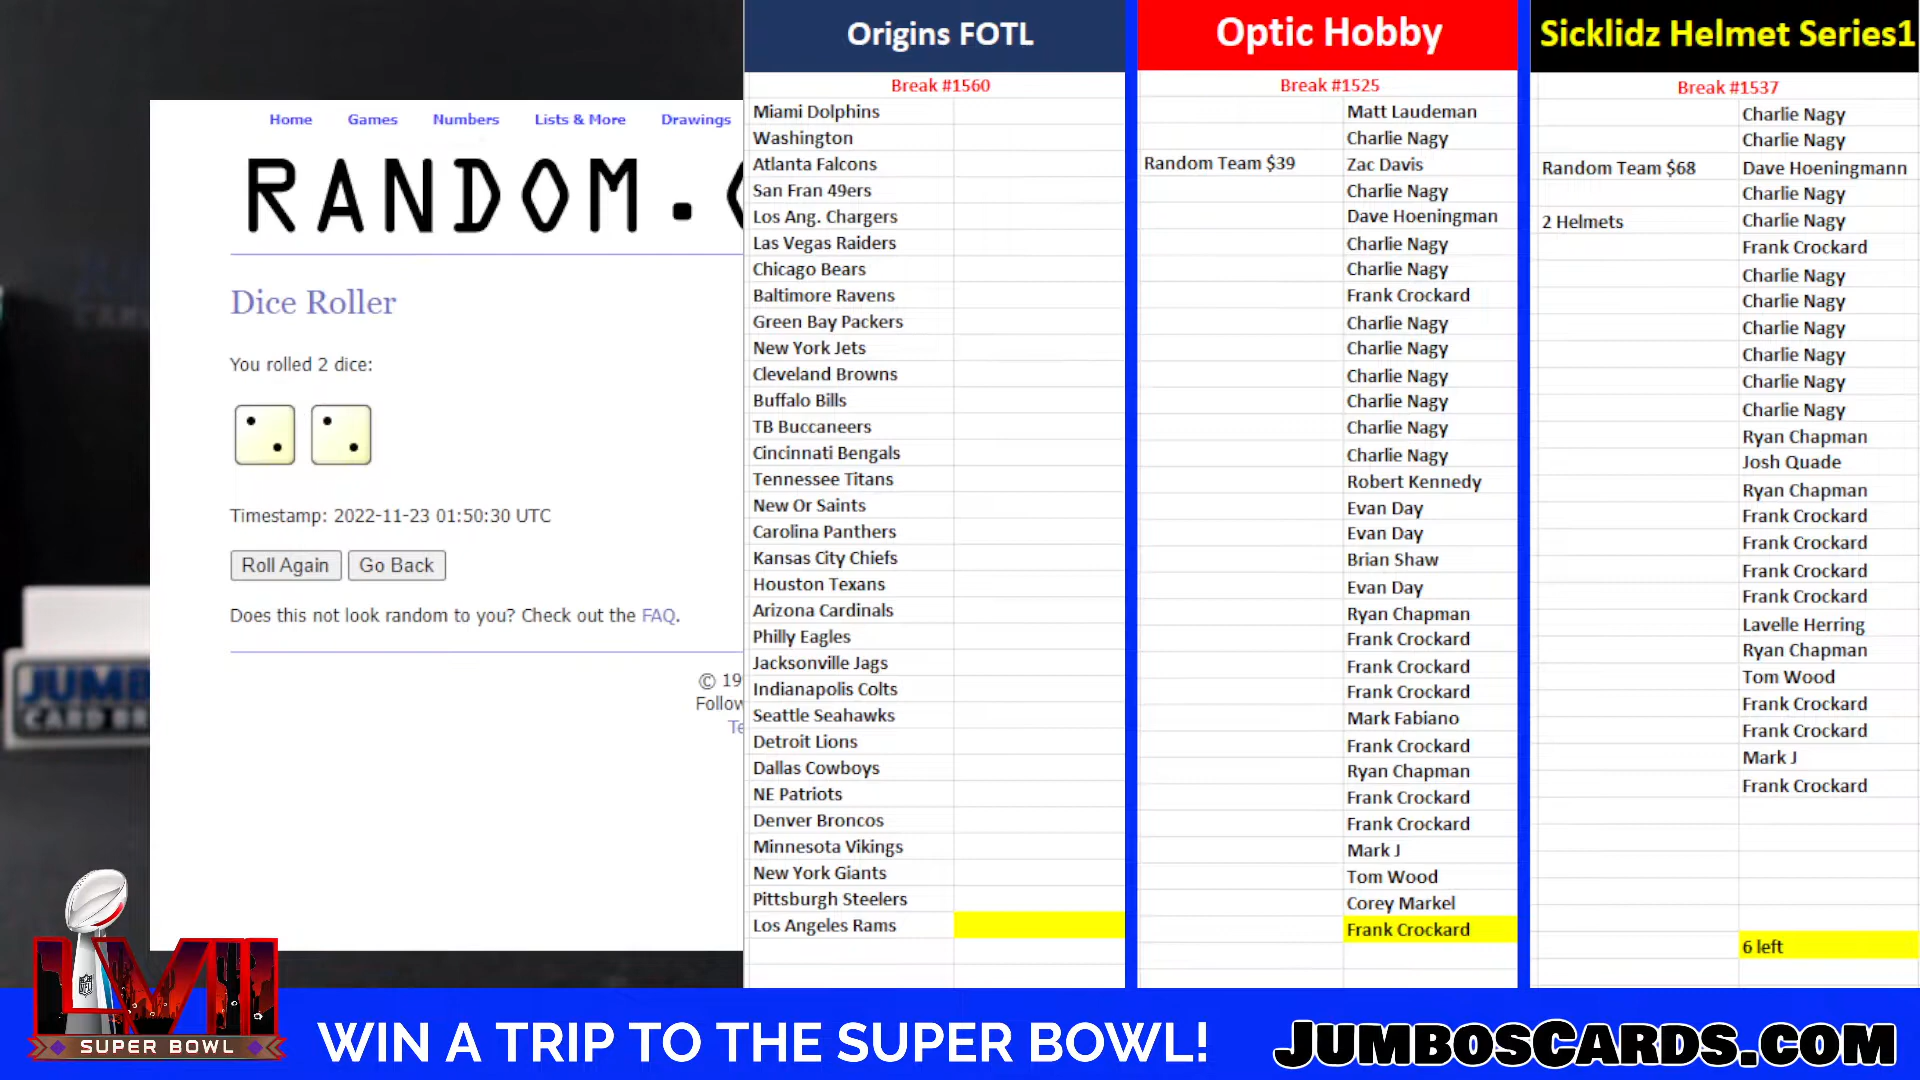 Home Games Numbers Lists & More Drawings
RANDOM.
Dice Roller
You rolled 2 dice:
Timestamp: 2022-11-23 01:50:30 UTC
Roll Again Go Back
Does this not look random to you? Check out the FAQ.
© 19
Follow
Te
JUMB
CARD BR
Origins FOTL
Break #1560
Miami Dolphins
Washington
Atlanta Falcons
San Fran 49ers
Los Ang. Chargers
Las Vegas Raiders
Chicago Bears
Baltimore Ravens
Green Bay Packers
New York Jets
Cleveland Browns
Buffalo Bills
TB Buccaneers
Cincinnati Bengals
Tennessee Titans
New Or Saints
Carolina Panthers
Kansas City Chiefs
Houston Texans
Arizona Cardinals
Philly Eagles
Jacksonville Jags
Indianapolis Colts
Seattle Seahawks
Detroit Lions
Dallas Cowboys
NE Patriots
Denver Broncos
Minnesota Vikings
New York Giants
Pittsburgh Steelers
Los Angeles Rams
Optic Hobby
Break #1525
Matt Laudeman
Charlie Nagy
Random Team $39 Zac Davis
Charlie Nagy
Dave Hoeningman
Charlie Nagy
Charlie Nagy
Frank Crockard
Charlie Nagy
Charlie Nagy
Charlie Nagy
Charlie Nagy
Charlie Nagy
Charlie Nagy
Robert Kennedy
Evan Day
Evan Day
Brian Shaw
Evan Day
Ryan Chapman
Frank Crockard
Frank Crockard
Frank Crockard
Mark Fabiano
Frank Crockard
Ryan Chapman
Frank Crockard
Frank Crockard
Mark J
Tom Wood
Corey Markel
Frank Crockard
Sicklidz Helmet Series1
Break #1537
Charlie Nagy
Charlie Nagy
Random Team $68 Dave Hoeningmann
Charlie Nagy
2 Helmets Charlie Nagy
Frank Crockard
Charlie Nagy
Charlie Nagy
Charlie Nagy
Charlie Nagy
Charlie Nagy
Charlie Nagy
Ryan Chapman
Josh Quade
Ryan Chapman
Frank Crockard
Frank Crockard
Frank Crockard
Frank Crockard
Lavelle Herring
Ryan Chapman
Tom Wood
Frank Crockard
Frank Crockard
Mark J
Frank Crockard
6 left
LVII
SUPER BOWL
WIN A TRIP TO THE SUPER BOWL!
JUMBOSCARDS.COM